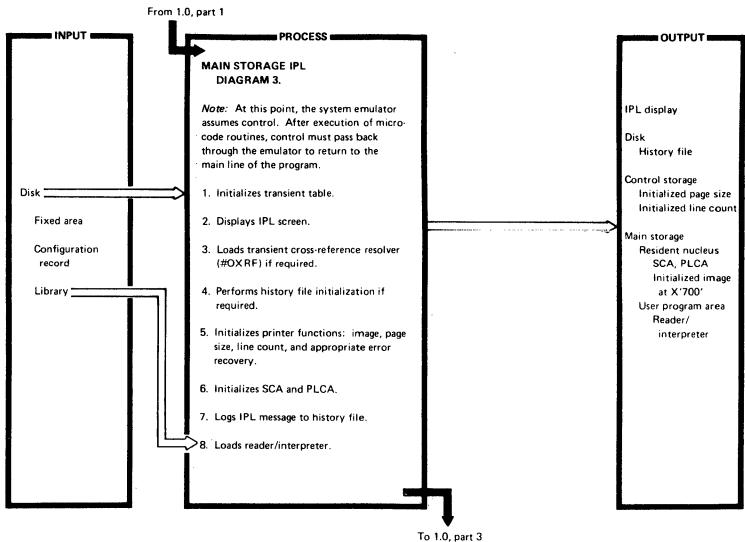 From 1.0, part 1
INPUT
Disk
Fixed area
Configuration
record
Library
PROCESS
MAIN STORAGE IPL
DIAGRAM 3.
Note: At this point, the system emulator
assumes control. After execution of micro-
code routines, control must pass back
through the emulator to return to the
main line of the program.
1. Initializes transient table.
2. Displays IPL screen.
3. Loads transient cross-reference resolver
(#OXRF) if required.
4. Performs history file initialization if
required.
5. Initializes printer functions: image, page
size, line count, and appropriate error
recovery.
6. Initializes SCA and PLCA.
7. Logs IPL message to history file.
8. Loads reader/interpreter.
OUTPUT
IPL display
Disk
History file
Control storage
Initialized page size
Initialized line count
Main storage
Resident nucleus
SCA, PLCA
Initialized image
at X'700'
User program area
Reader/
interpreter
To 1.0, part 3